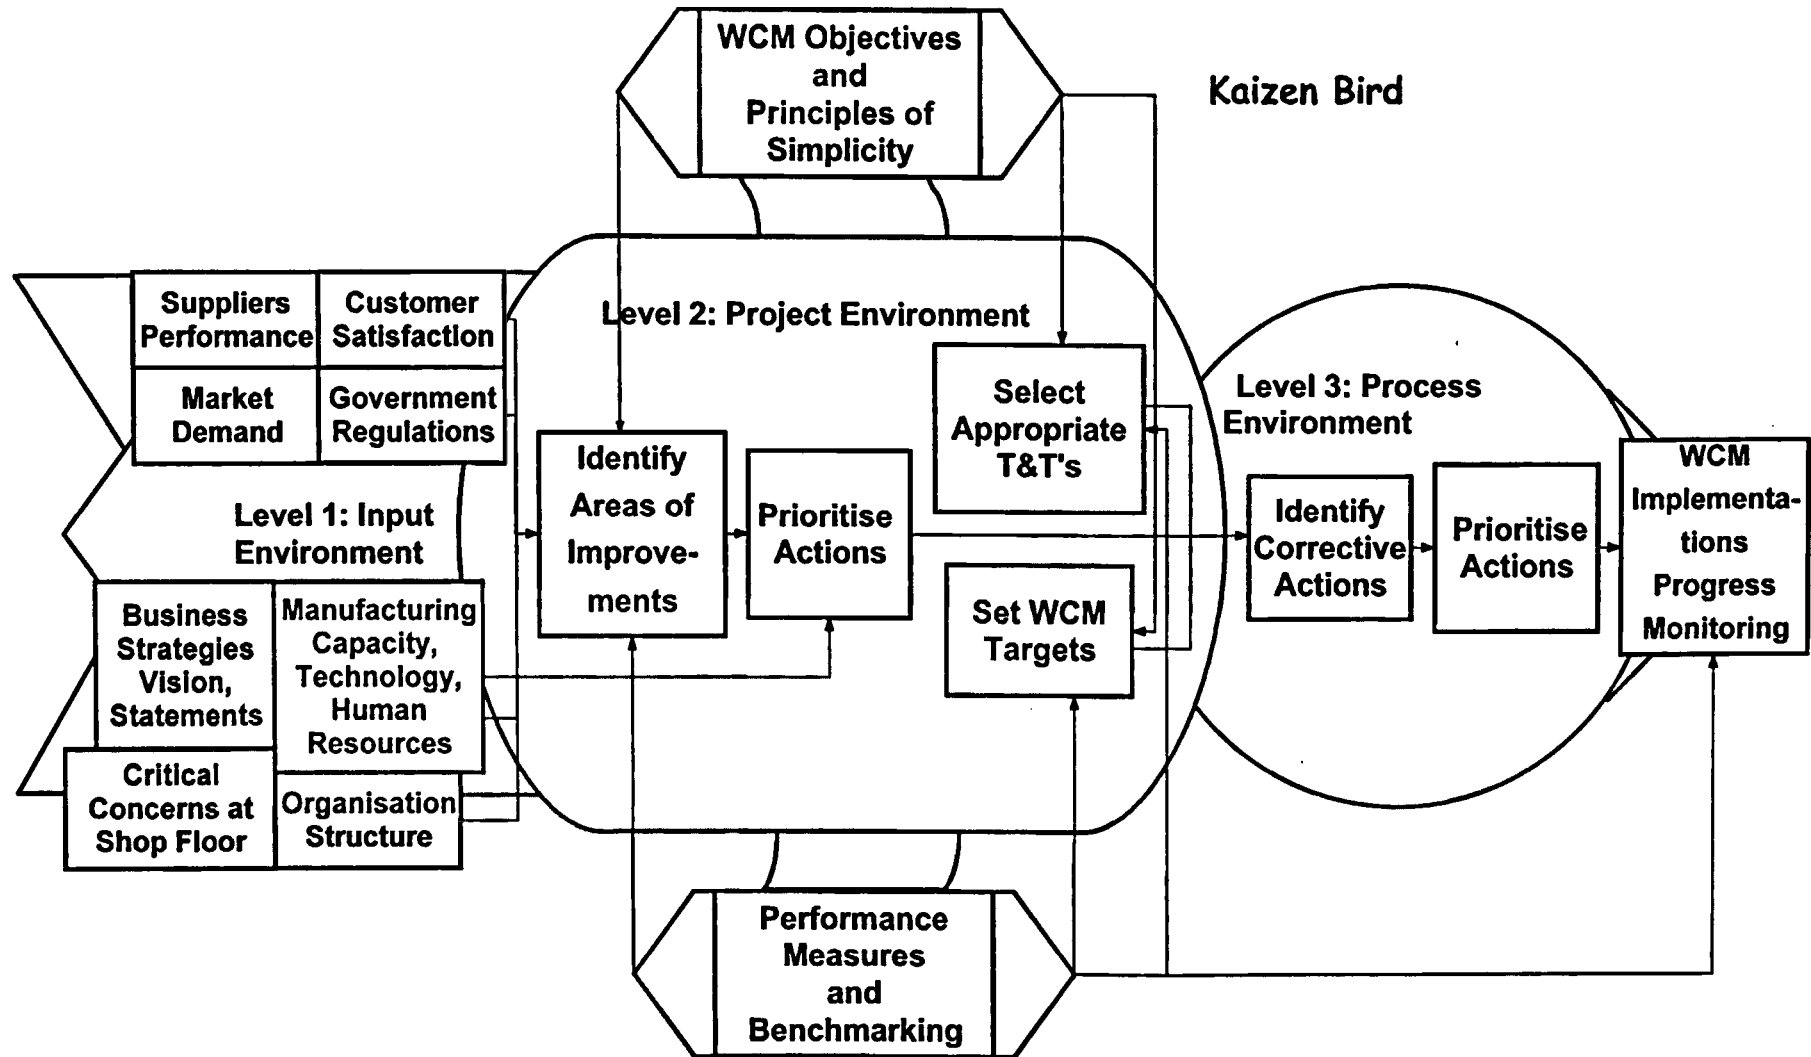 WCM Objectives
and
Principles of
Simplicity
Kaizen Bird
Suppliers
Performance
Customer
Satisfaction
Market
Demand
Government
Regulations
Level 1: Input
Environment
Business
Strategies
Vision,
Statements
Manufacturing
Capacity,
Technology,
Human
Resources
Critical
Concerns at
Shop Floor
Organisation
Structure
Level 2: Project Environment
Identify
Areas of
Improve-
ments
Prioritise
Actions
Select
Appropriate
T&T's
Set WCM
Targets
Level 3: Process
Environment
Identify
Corrective
Actions
Prioritise
Actions
WCM
Implementa-
tions
Progress
Monitoring
Performance
Measures
and
Benchmarking